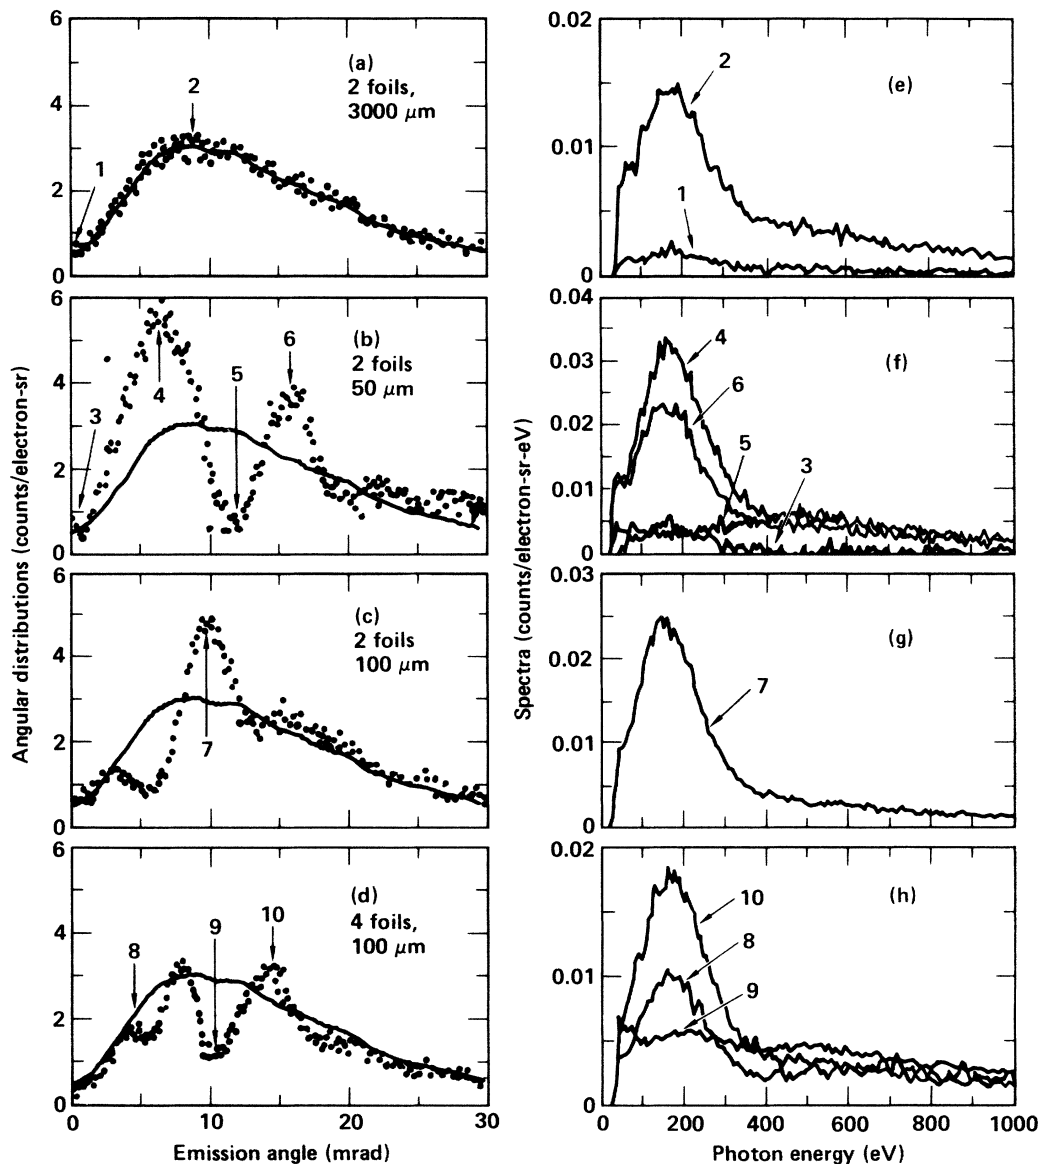 Angular distributions (counts/electron-sr)
6
4
2
0
(a)
2 foils,
3000 μm
1
2
6
4
2
0
(b)
2 foils
50 μm
3
4
5
6
6
4
2
0
(c)
2 foils
100 μm
7
6
4
2
0
(d)
4 foils,
100 μm
8
9
10
0 10 20 30
Emission angle (mrad)
Spectra (counts/electron-sr-eV)
0.02
0.01
0
(e)
2
1
0.04
0.03
0.02
0.01
0
(f)
4
6
5
3
0.03
0.02
0.01
0
(g)
7
0.02
0.01
0
(h)
10
8
9
0 200 400 600 800 1000
Photon energy (eV)